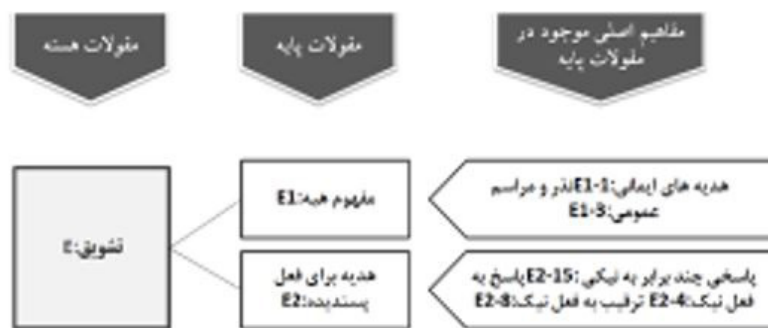 مفاهیم اصلی موجود در
مقولات پایه
مقولات پایه
مقولات هسته
هدیه های ایمانی:E1-1نذر و مراسم
عمومی:E1-3
مفهوم هبه:E1
تشویق:E
پاسخی چند برابر به نیکی:E2-15پاسخ به
فعل نیک:E2-4 ترغیب به فعل نیک:E2-8
هدیه برای فعل
پسندیده:E2